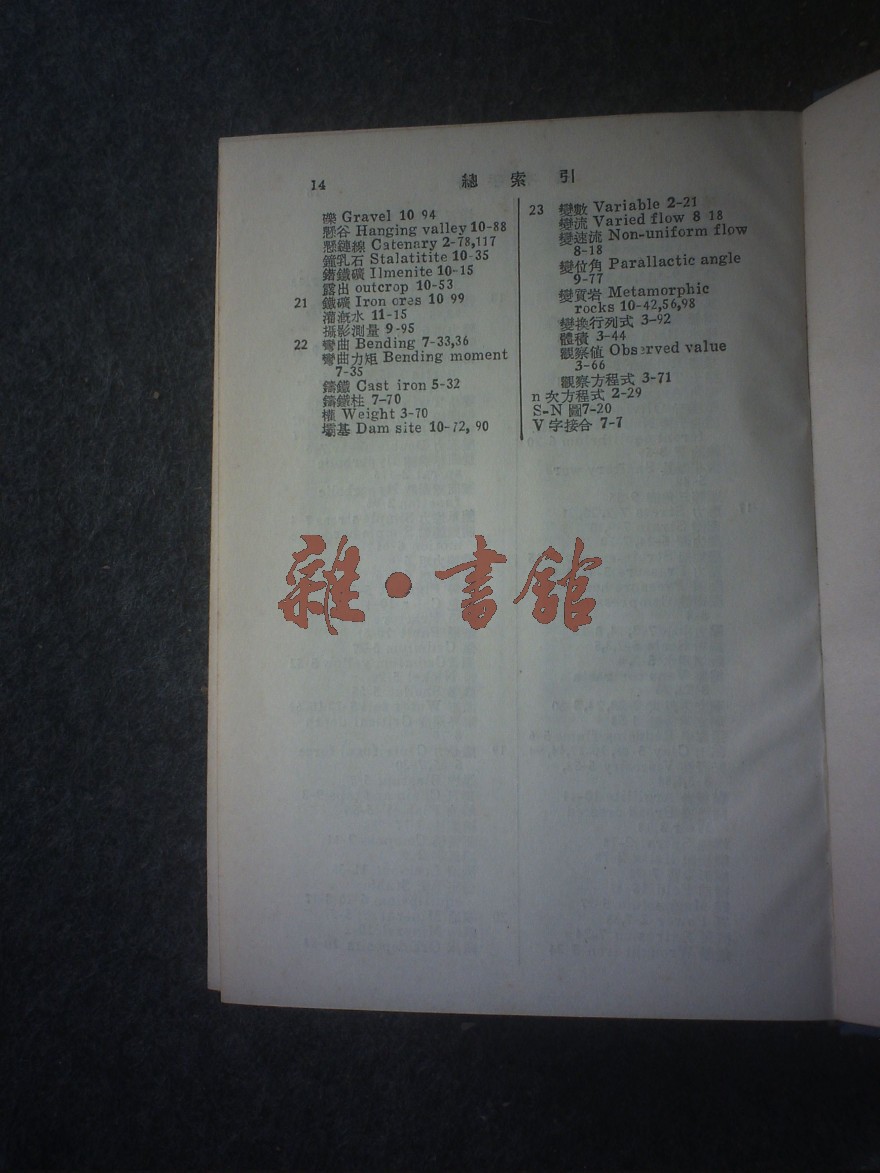 14
總索引
礫 Gravel 10 94
懸谷 Hanging valley 10-88
懸鏈線 Catenary 2-78,117
鐘乳石 Stalatitite 10-35
鐯鐵礦 Ilmenite 10-15
露出 outcrop 10-53
21 鐵礦 Iron ores 10 99
灌漑水 11-15
攝影測量 9-95
22 彎曲 Bending 7-33,36
彎曲力矩 Bending moment
7-35
鑄鐵 Cast iron 5-32
鑄鐵柱 7-70
權 Weight 3-70
壩基 Dam site 10-72, 90
23 變數 Variable 2-21
變流 Varied flow 8 18
變速流 Non-uniform flow
8-18
變位角 Parallactic angle
9-77
變質岩 Metamorphic
rocks 10-42,56,98
變換行列式 3-92
體積 3-44
觀察値 Observed value
3-66
觀察方程式 3-71
n 次方程式 2-29
S-N 圖7-20
V 字接合 7-7
雜·書館